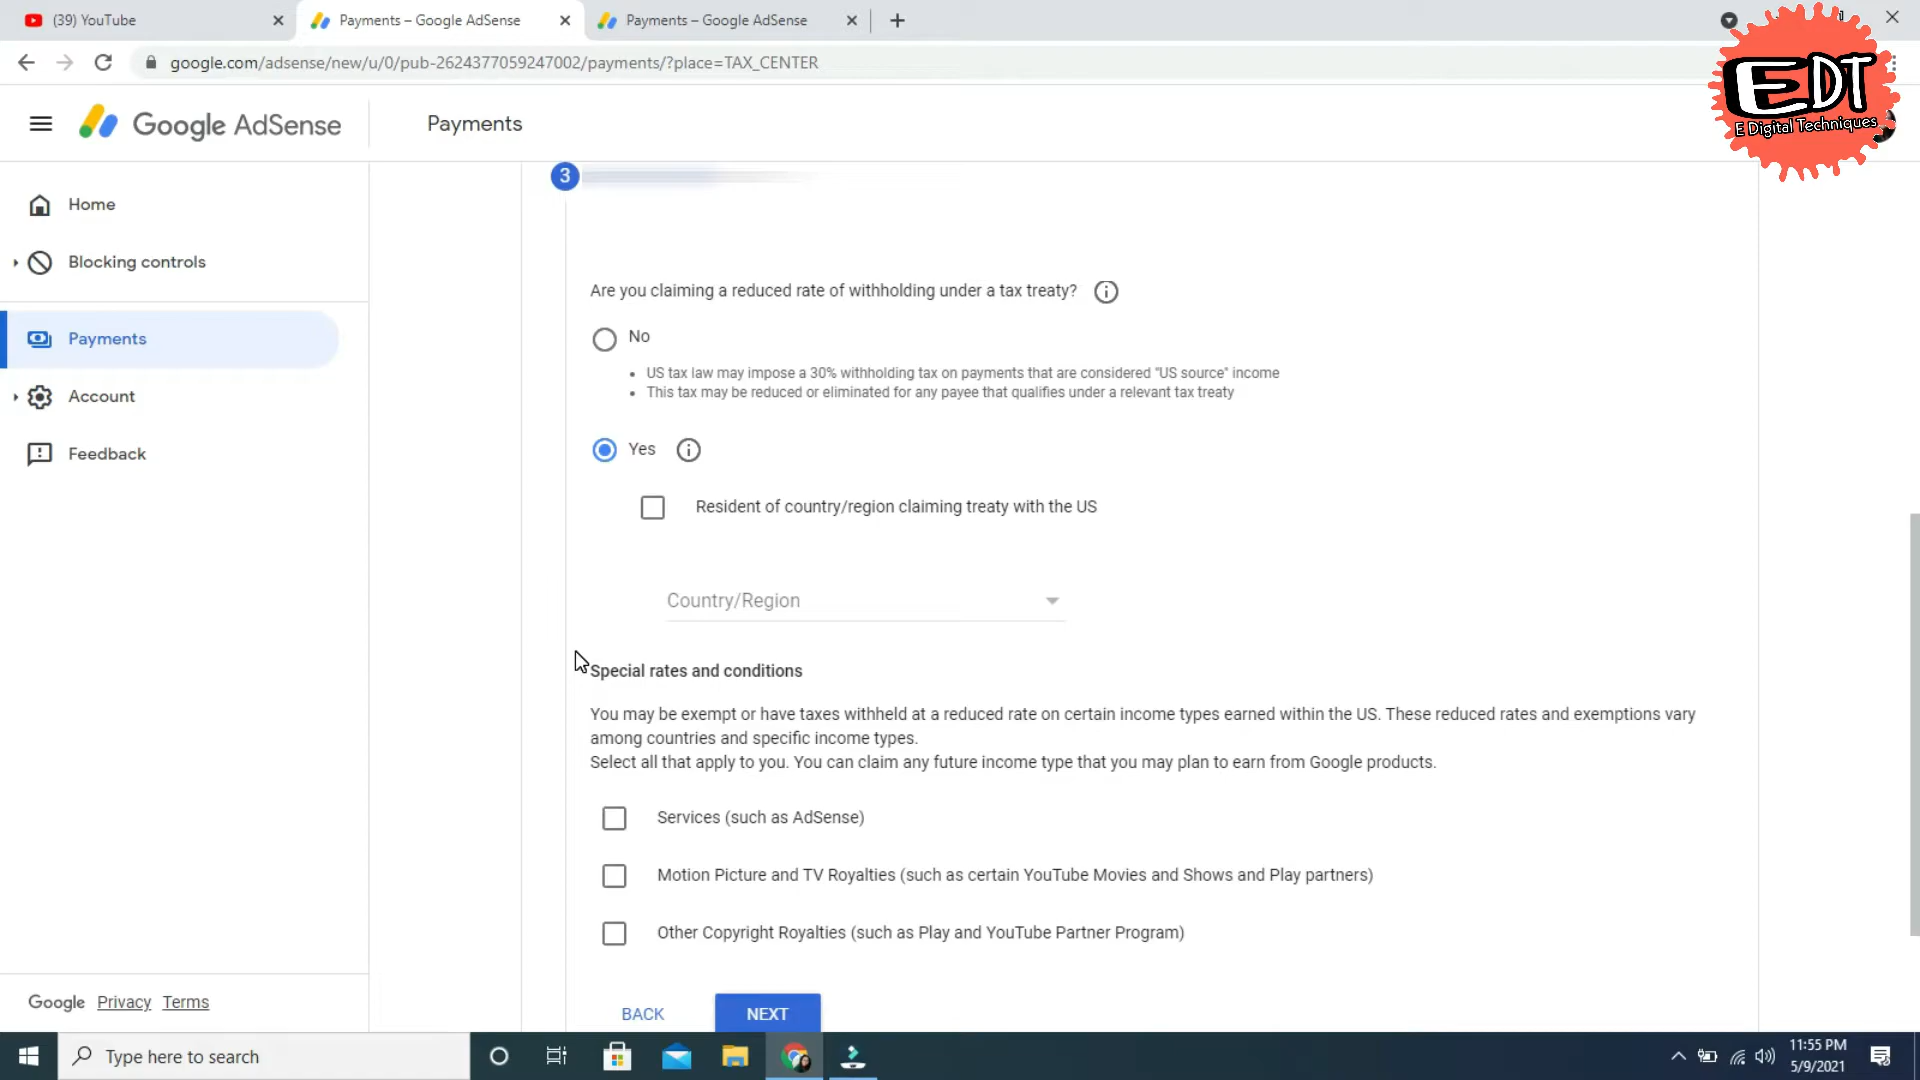 (39) YouTube
Payments – Google AdSense
Payments – Google AdSense
google.com/adsense/new/u/0/pub-2624377059247002/payments/?place=TAX_CENTER
EDT
E Digital Techniques
Google AdSense
Payments
Home
Blocking controls
Payments
Account
Feedback
3
Are you claiming a reduced rate of withholding under a tax treaty?
No
• US tax law may impose a 30% withholding tax on payments that are considered "US source" income
• This tax may be reduced or eliminated for any payee that qualifies under a relevant tax treaty
Yes
Resident of country/region claiming treaty with the US
Country/Region
Special rates and conditions
You may be exempt or have taxes withheld at a reduced rate on certain income types earned within the US. These reduced rates and exemptions vary
among countries and specific income types.
Select all that apply to you. You can claim any future income type that you may plan to earn from Google products.
Services (such as AdSense)
Motion Picture and TV Royalties (such as certain YouTube Movies and Shows and Play partners)
Other Copyright Royalties (such as Play and YouTube Partner Program)
BACK
NEXT
Google Privacy Terms
Type here to search
11:55 PM
5/9/2021